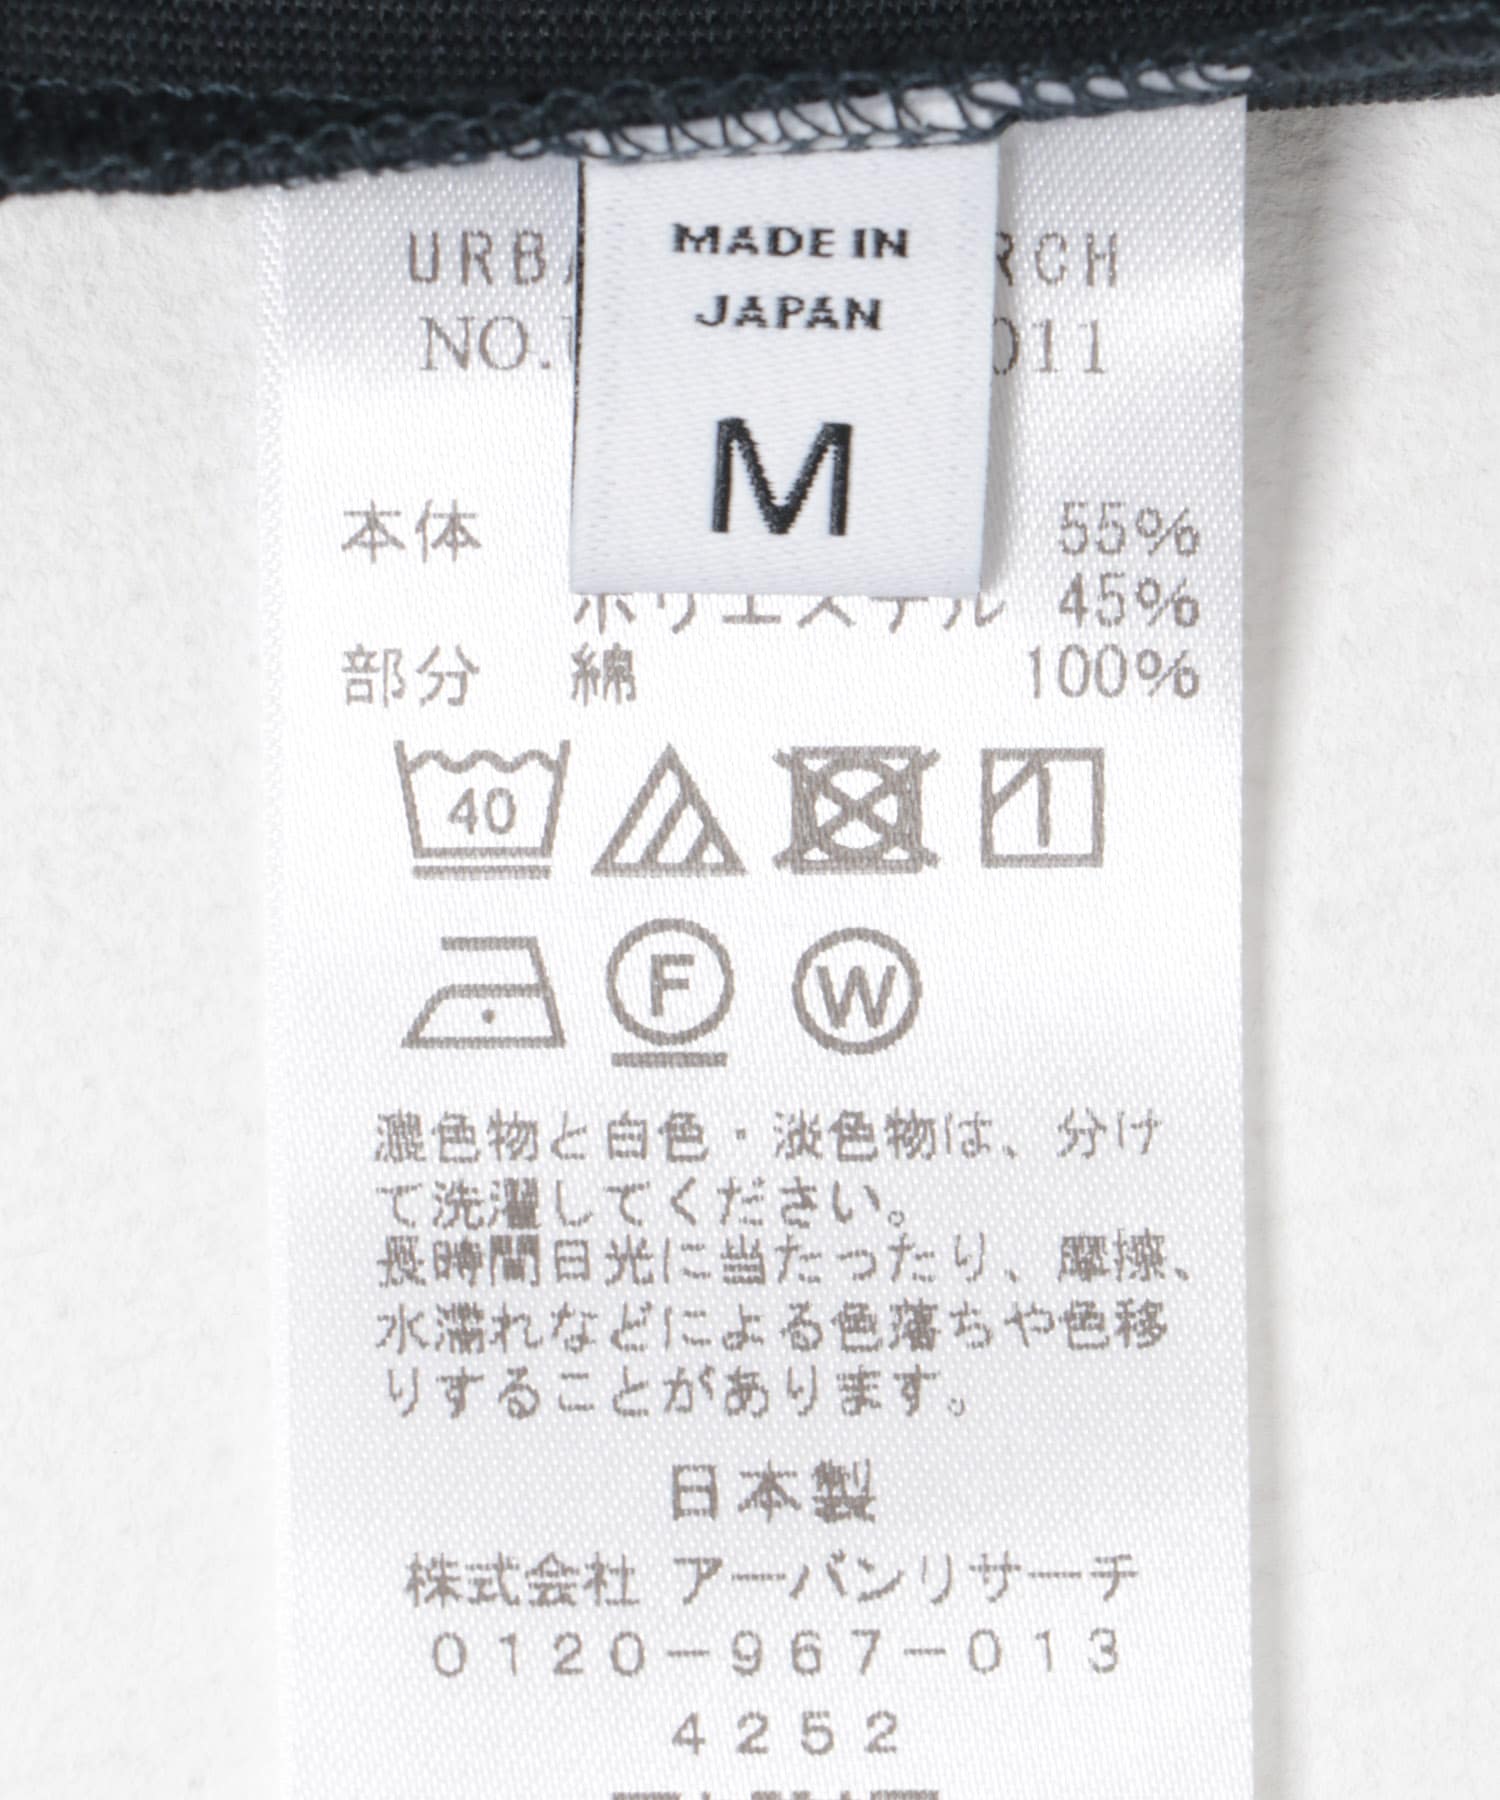 MADE IN
JAPAN
M
本体 55%
ポリエステル 45%
部分 綿 100%
40
F
W
濃色物と白色・淡色物は、分け
て洗濯してください。
長時間日光に当たったり、摩擦、
水濡れなどによる色落ちや色移
りすることがあります。
日本製
株式会社 アーバンリサーチ
0120-967-013
4252